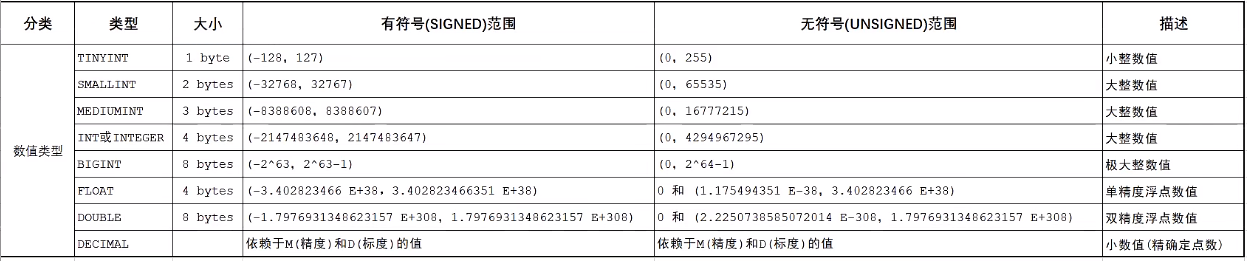 分类 类型 大小 有符号(SIGNED)范围 无符号(UNSIGNED)范围 描述
TINYINT 1 byte (-128, 127) (0, 255) 小整数值
SMALLINT 2 bytes (-32768, 32767) (0, 65535) 大整数值
MEDIUMINT 3 bytes (-8388608, 8388607) (0, 16777215) 大整数值
INT或INTEGER 4 bytes (-2147483648, 2147483647) (0, 4294967295) 大整数值
数值类型
BIGINT 8 bytes (-2^63, 2^63-1) (0, 2^64-1) 极大整数值
FLOAT 4 bytes (-3.402823466 E+38, 3.402823466351 E+38) 0 和 (1.175494351 E-38, 3.402823466 E+38) 单精度浮点数值
DOUBLE 8 bytes (-1.7976931348623157 E+308, 1.7976931348623157 E+308) 0 和 (2.2250738585072014 E-308, 1.7976931348623157 E+308) 双精度浮点数值
DECIMAL 依赖于M(精度)和D(标度)的值 依赖于M(精度)和D(标度)的值 小数值(精确定点数)